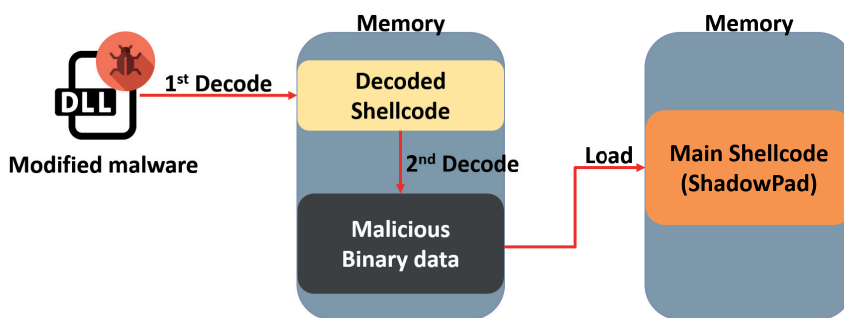 Memory
Memory
DLL
1st Decode
Decoded
Shellcode
Modified malware
2nd Decode
Load
Main Shellcode
(ShadowPad)
Malicious
Binary data